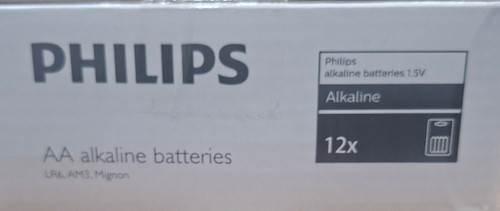 PHILIPS
AA alkaline batteries
LR6, AM3, Mignon
Philips
alkaline batteries 1.5V
Alkaline
12x